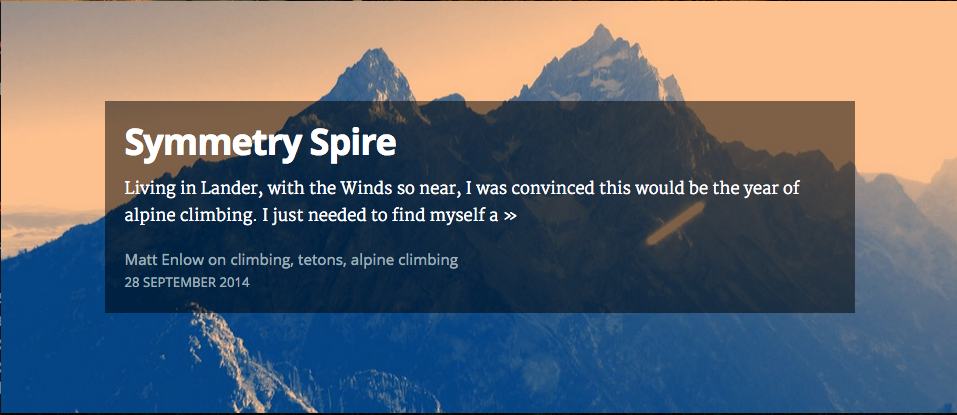 Symmetry Spire
Living in Lander, with the Winds so near, I was convinced this would be the year of
alpine climbing. I just needed to find myself a »
Matt Enlow on climbing, tetons, alpine climbing
28 SEPTEMBER 2014